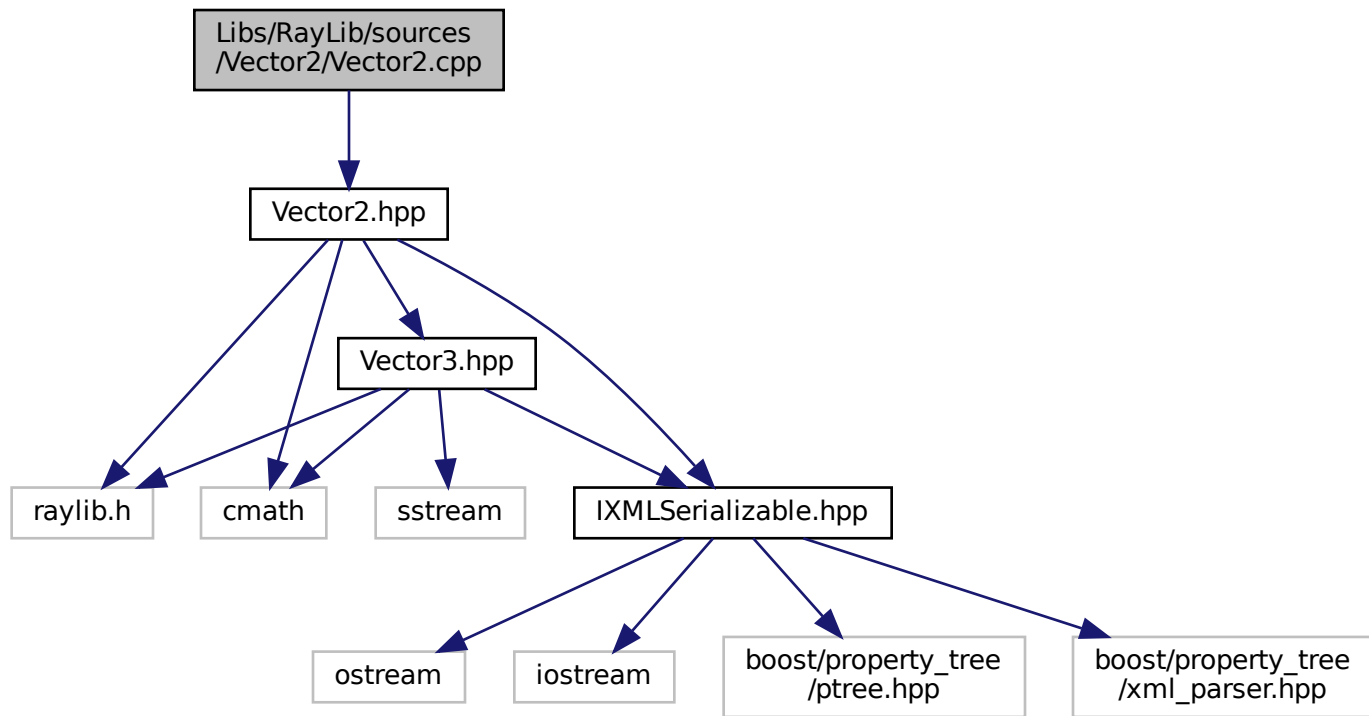 Libs/RayLib/sources
/Vector2/Vector2.cpp
Vector2.hpp
Vector3.hpp
raylib.h
cmath
sstream
IXMLSerializable.hpp
ostream
iostream
boost/property_tree
/ptree.hpp
boost/property_tree
/xml_parser.hpp